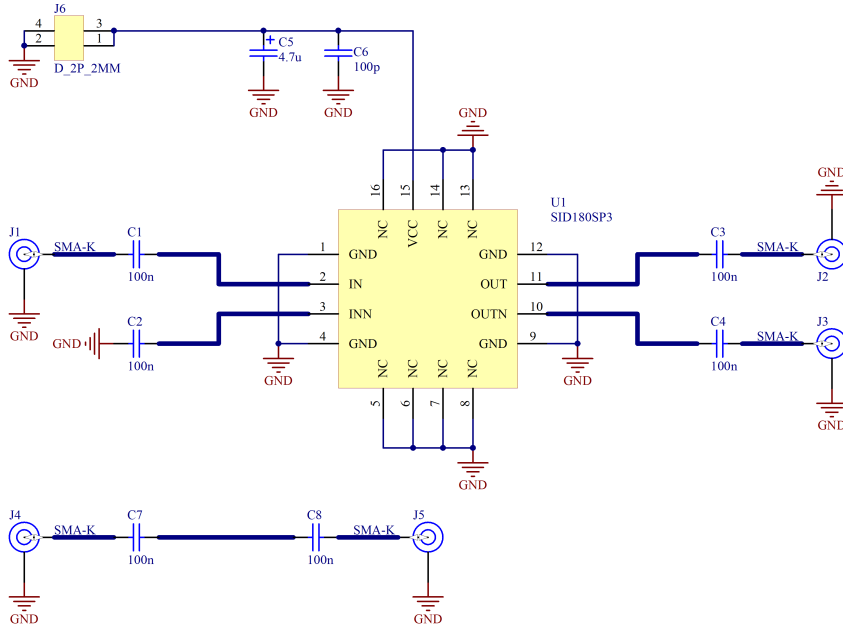 J6
4 3
2 1
D_2P_2MM
GND
C5
4.7u
GND
C6
100p
GND
GND
16 15 14 13
NC VCC NC NC
U1
SID180SP3
1 GND
2 IN
3 INN
4 GND
GND 12
OUT 11
OUTN 10
GND 9
NC NC NC NC
5 6 7 8
GND
GND
GND
J1
SMA-K
C1
100n
GND
GND
C2
100n
C3
100n
SMA-K
GND
J2
C4
100n
SMA-K
J3
GND
J4
SMA-K
C7
100n
C8
100n
SMA-K
J5
GND
GND